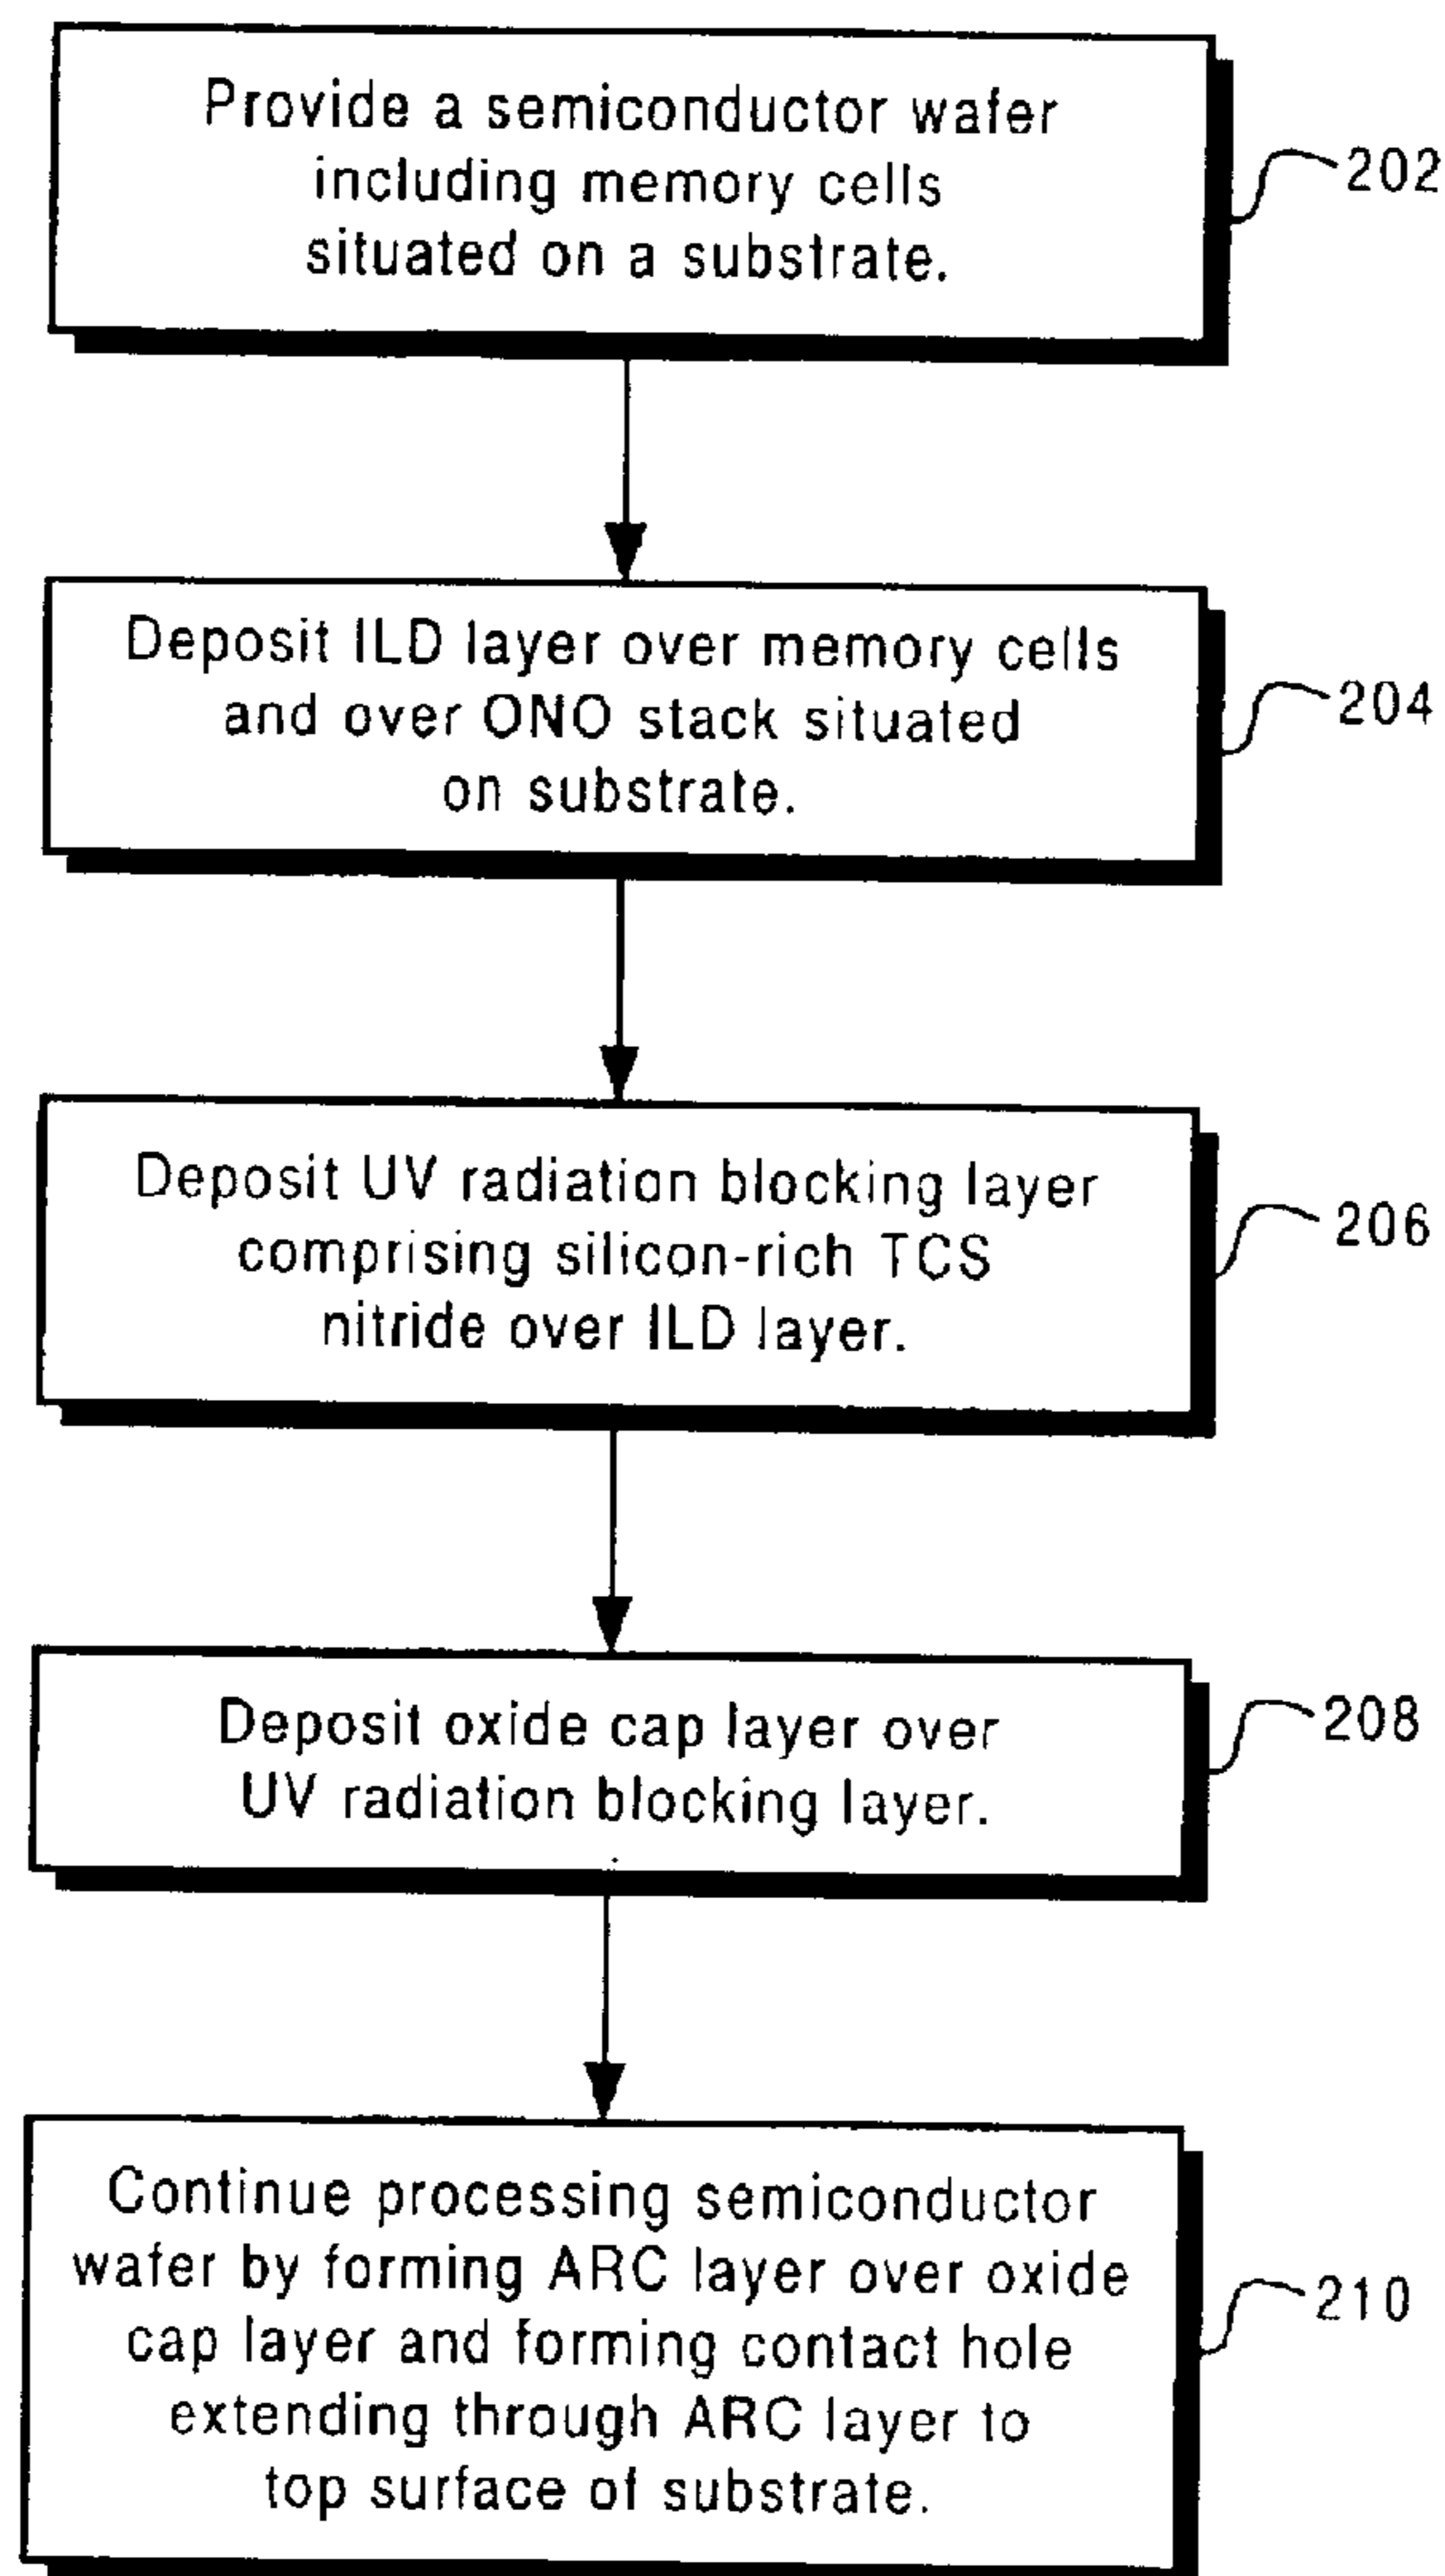 Provide a semiconductor wafer
including memory cells
situated on a substrate.
202
Deposit ILD layer over memory cells
and over ONO stack situated
on substrate.
204
Deposit UV radiation blocking layer
comprising silicon-rich TCS
nitride over ILD layer.
206
Deposit oxide cap layer over
UV radiation blocking layer.
208
Continue processing semiconductor
wafer by forming ARC layer over oxide
cap layer and forming contact hole
extending through ARC layer to
top surface of substrate.
210